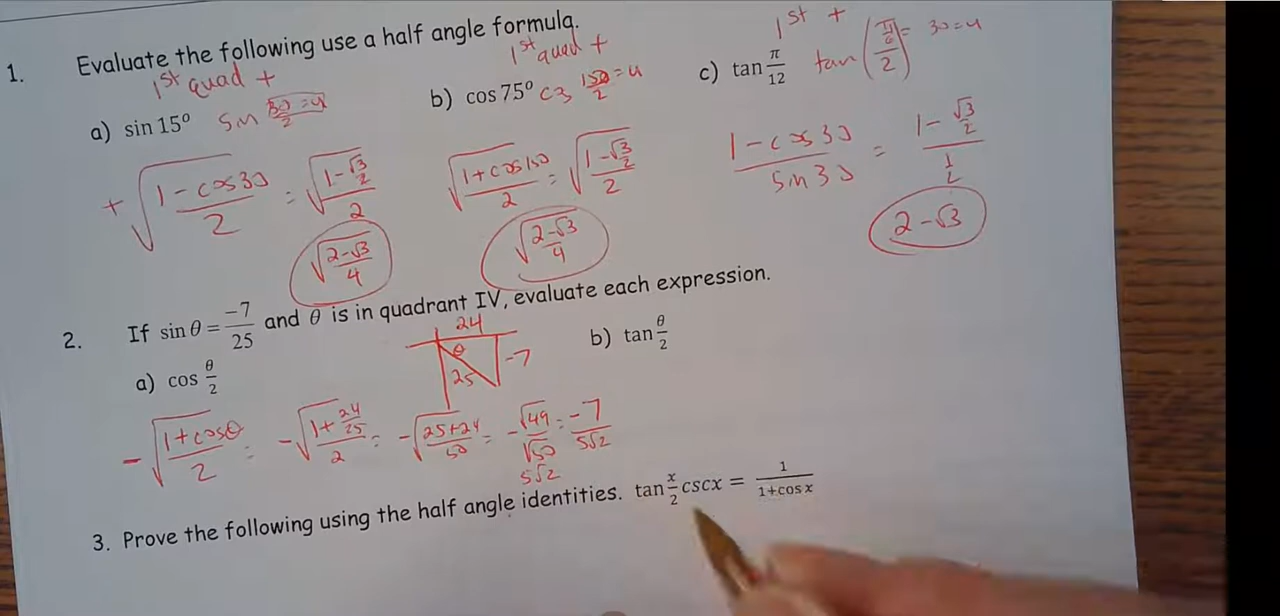 1. Evaluate the following use a half angle formula.
1st quad +
1st quad +
1st +
a) sin 15° sin 30/2 = u
b) cos 75° cos 150/2 = u
c) tan π/12 tan (π/6/2) = 30 = u
+√(1 - cos 30/2) = √(1 - √3/2/2)
√(2-√3/4)
√(1 + cos 150/2) = √(1 - √3/2/2)
√(2-√3/4)
1 - cos 30/sin 30 = 1 - √3/2/1/2
2 - √3
2. If sin θ = -7/25 and θ is in quadrant IV, evaluate each expression.
24
θ
-7
25
a) cos θ/2
b) tan θ/2
-√(1 + cosθ/2) = -√(1 + 24/25/2) = -√(25+24/50) = -√49/√50 = -7/5√2
5√2
3. Prove the following using the half angle identities. tan x/2 cscx = 1/1+cos x